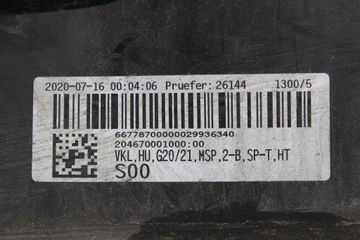 2020-07-16 00:04:06 Pruefer:26144 1300/5
66778700000029936340
204670001000;00
VKL,HU,G20/21,MSP,2-B,SP-T,HT
S00